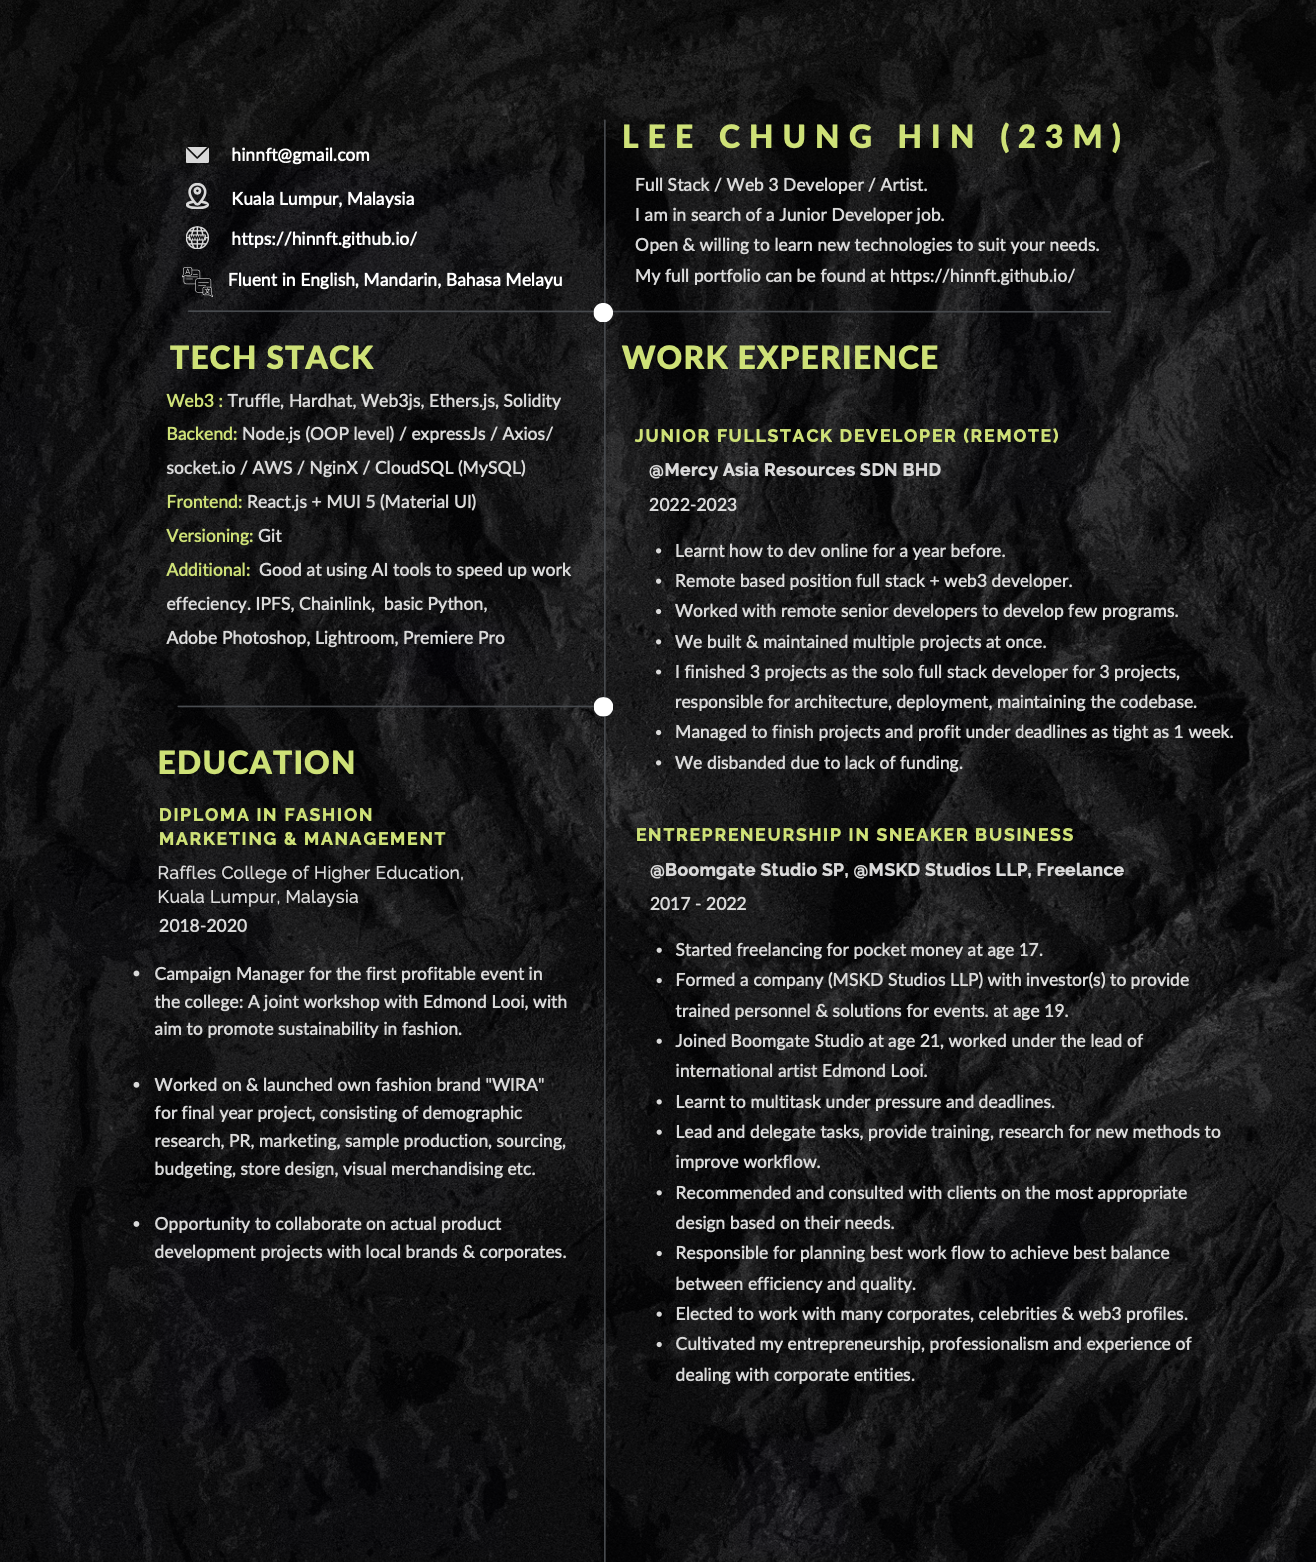 hinnft@gmail.com
Kuala Lumpur, Malaysia
https://hinnft.github.io/
Fluent in English, Mandarin, Bahasa Melayu
LEE CHUNG HIN (23M)
Full Stack / Web 3 Developer / Artist.
I am in search of a Junior Developer job.
Open & willing to learn new technologies to suit your needs.
My full portfolio can be found at https://hinnft.github.io/
TECH STACK
Web3 : Truffle, Hardhat, Web3js, Ethers.js, Solidity
Backend: Node.js (OOP level) / expressJs / Axios/
socket.io / AWS / NginX / CloudSQL (MySQL)
Frontend: React.js + MUI 5 (Material UI)
Versioning: Git
Additional: Good at using AI tools to speed up work
effeciency. IPFS, Chainlink, basic Python,
Adobe Photoshop, Lightroom, Premiere Pro
EDUCATION
DIPLOMA IN FASHION
MARKETING & MANAGEMENT
Raffles College of Higher Education,
Kuala Lumpur, Malaysia
2018-2020
• Campaign Manager for the first profitable event in
the college: A joint workshop with Edmond Looi, with
aim to promote sustainability in fashion.
• Worked on & launched own fashion brand "WIRA"
for final year project, consisting of demographic
research, PR, marketing, sample production, sourcing,
budgeting, store design, visual merchandising etc.
• Opportunity to collaborate on actual product
development projects with local brands & corporates.
WORK EXPERIENCE
JUNIOR FULLSTACK DEVELOPER (REMOTE)
@Mercy Asia Resources SDN BHD
2022-2023
• Learnt how to dev online for a year before.
• Remote based position full stack + web3 developer.
• Worked with remote senior developers to develop few programs.
• We built & maintained multiple projects at once.
• I finished 3 projects as the solo full stack developer for 3 projects,
responsible for architecture, deployment, maintaining the codebase.
• Managed to finish projects and profit under deadlines as tight as 1 week.
• We disbanded due to lack of funding.
ENTREPRENEURSHIP IN SNEAKER BUSINESS
@Boomgate Studio SP, @MSKD Studios LLP, Freelance
2017 - 2022
• Started freelancing for pocket money at age 17.
• Formed a company (MSKD Studios LLP) with investor(s) to provide
trained personnel & solutions for events. at age 19.
• Joined Boomgate Studio at age 21, worked under the lead of
international artist Edmond Looi.
• Learnt to multitask under pressure and deadlines.
• Lead and delegate tasks, provide training, research for new methods to
improve workflow.
• Recommended and consulted with clients on the most appropriate
design based on their needs.
• Responsible for planning best work flow to achieve best balance
between efficiency and quality.
• Elected to work with many corporates, celebrities & web3 profiles.
• Cultivated my entrepreneurship, professionalism and experience of
dealing with corporate entities.